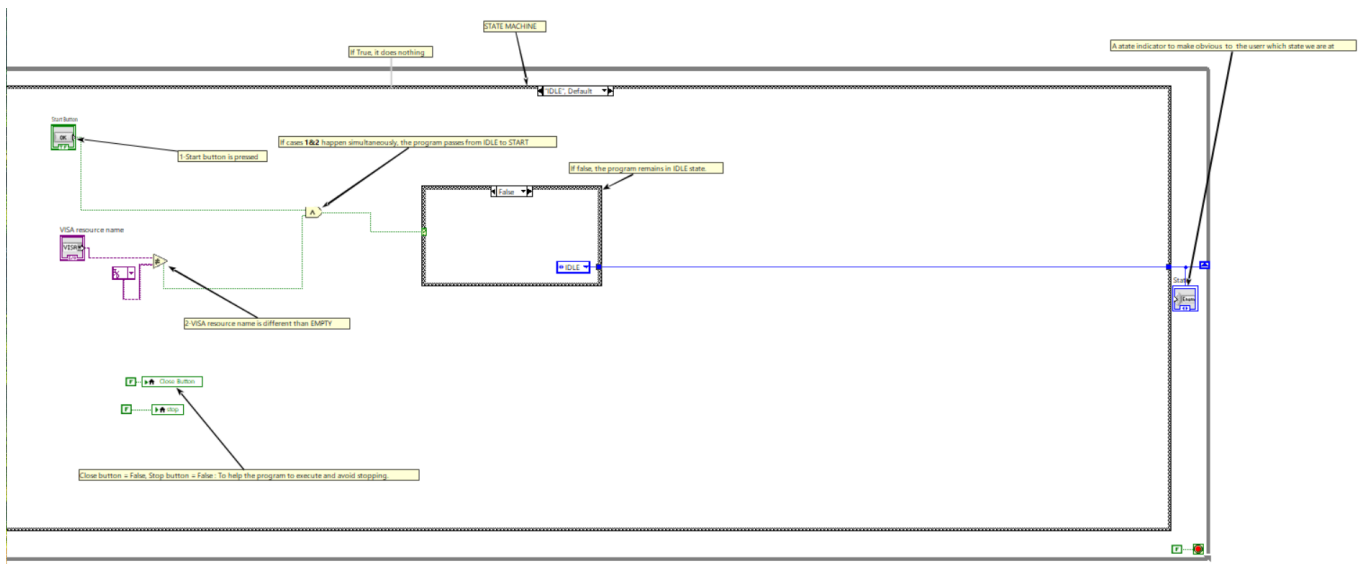 STATE MACHINE
A atate indicator to make obvious to the userr which state we are at
If True, it does nothing
"IDLE", Default
Start Button
OK
If cases 1&2 happen simultaneously, the program passes from IDLE to START
1-Start button is pressed
If false, the program remains in IDLE state.
False
VISA resource name
VISA
IDLE
State
Enum
2-VISA resource name is different than EMPTY
F
Close Button
F
stop
Close button = False, Stop button = False : To help the program to execute and avoid stopping.
F